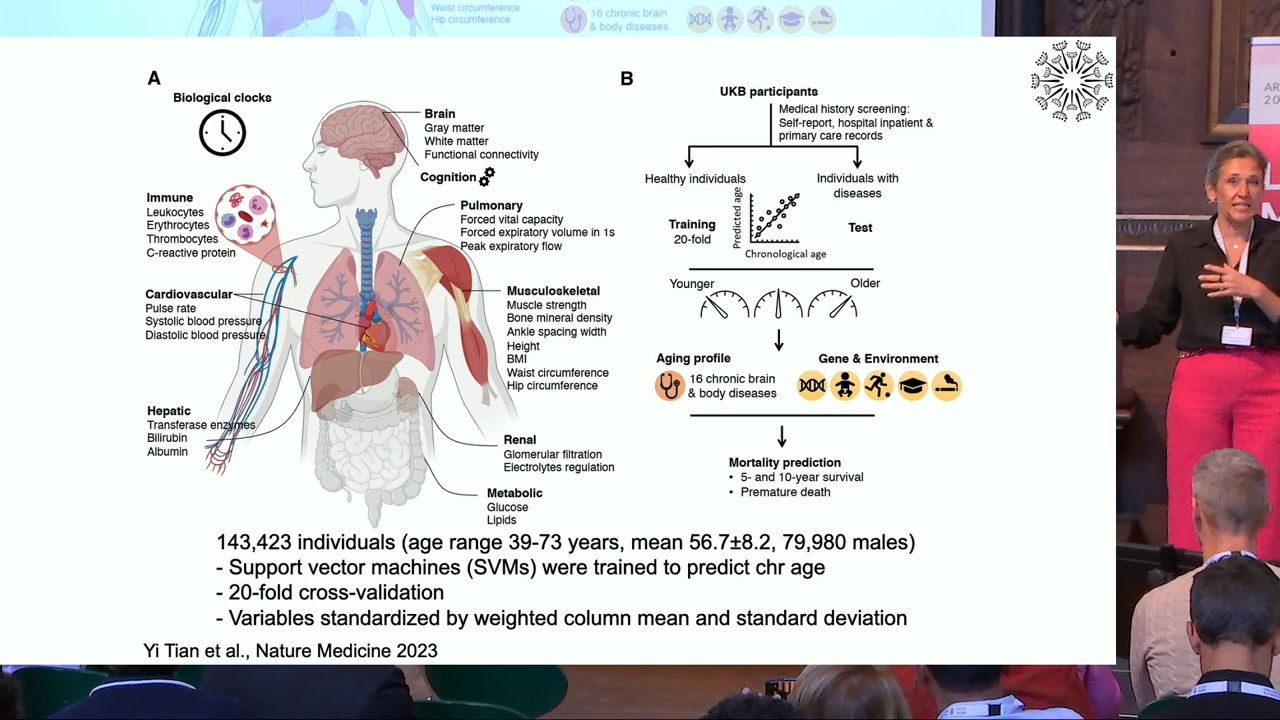 Waist circumference
Hip circumference
16 chronic brain
& body diseases
A
Biological clocks
Brain
Gray matter
White matter
Functional connectivity
Cognition
Immune
Leukocytes
Erythrocytes
Thrombocytes
C-reactive protein
Pulmonary
Forced vital capacity
Forced expiratory volume in 1s
Peak expiratory flow
Cardiovascular
Pulse rate
Systolic blood pressure
Diastolic blood pressure
Musculoskeletal
Muscle strength
Bone mineral density
Ankle spacing width
Height
BMI
Waist circumference
Hip circumference
Hepatic
Transferase enzymes
Bilirubin
Albumin
Renal
Glomerular filtration
Electrolytes regulation
Metabolic
Glucose
Lipids
B
UKB participants
Medical history screening:
Self-report, hospital inpatient &
primary care records
Healthy individuals
Individuals with
diseases
Training
20-fold
Predicted age
Chronological age
Test
Younger
Older
Aging profile
16 chronic brain
& body diseases
Gene & Environment
Mortality prediction
• 5- and 10-year survival
• Premature death
143,423 individuals (age range 39-73 years, mean 56.7±8.2, 79,980 males)
- Support vector machines (SVMs) were trained to predict chr age
- 20-fold cross-validation
- Variables standardized by weighted column mean and standard deviation
Yi Tian et al., Nature Medicine 2023